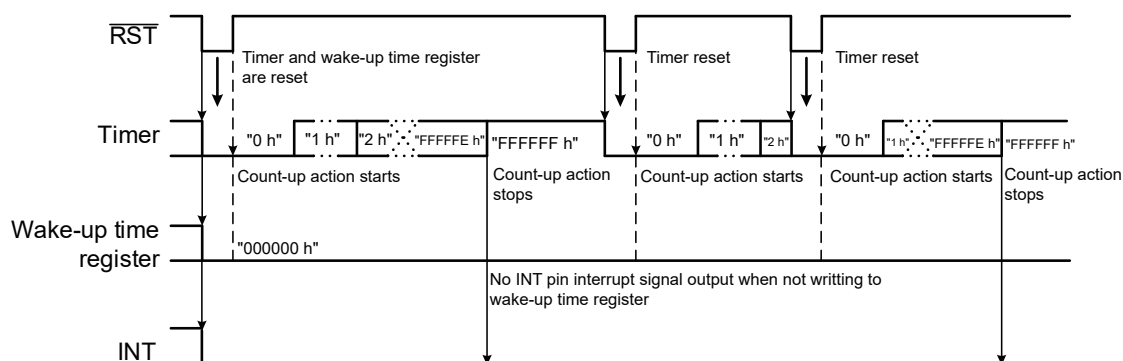 RST
Timer and wake-up time register
are reset
Timer reset
Timer reset
Timer
"0 h"
"1 h"
"2 h"
"FFFFFE h"
"FFFFFF h"
"0 h"
"1 h"
"2 h"
"0 h"
"1 h"
"FFFFFE h"
"FFFFFF h"
Count-up action starts
Count-up action
stops
Count-up action starts
Count-up action starts
Count-up action
stops
Wake-up time
register
"000000 h"
No INT pin interrupt signal output when not writting to
wake-up time register
INT